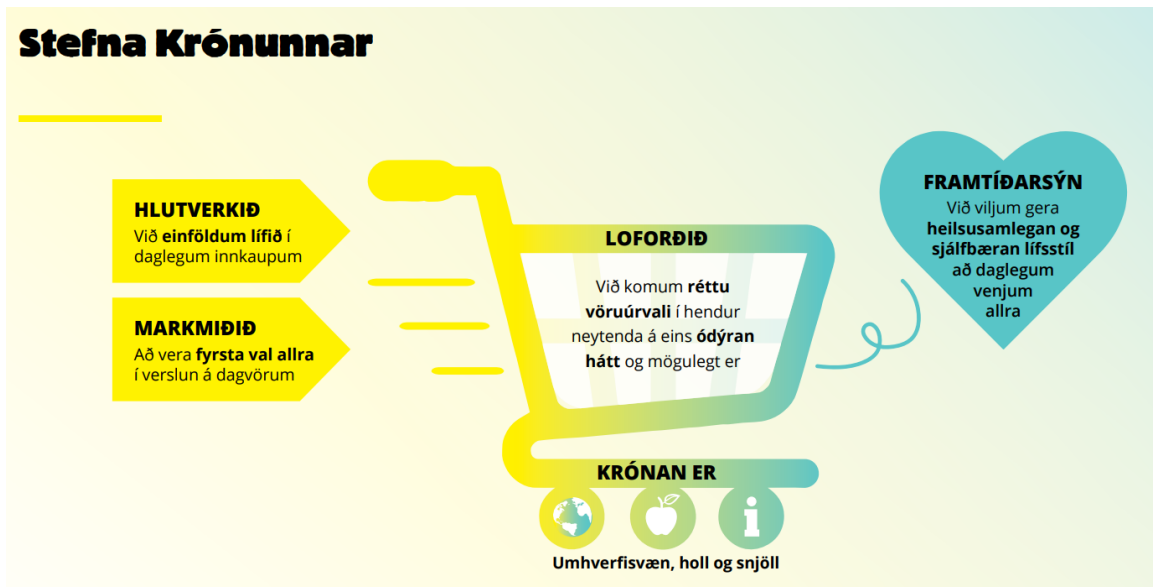 Stefna Krónunnar
HLUTVERKIÐ
Við einföldum lífið í
daglegum innkaupum
MARKMIÐIÐ
Að vera fyrsta val allra
í verslun á dagvörum
LOFORÐIÐ
Við komum réttu
vöruúrvali í hendur
neytenda á eins ódýran
hátt og mögulegt er
KRÓNAN ER
Umhverfisvæn, holl og snjöll
FRAMTÍÐARSÝN
Við viljum gera
heilsusamlegan og
sjálfbæran lífsstíl
að daglegum
venjum
allra